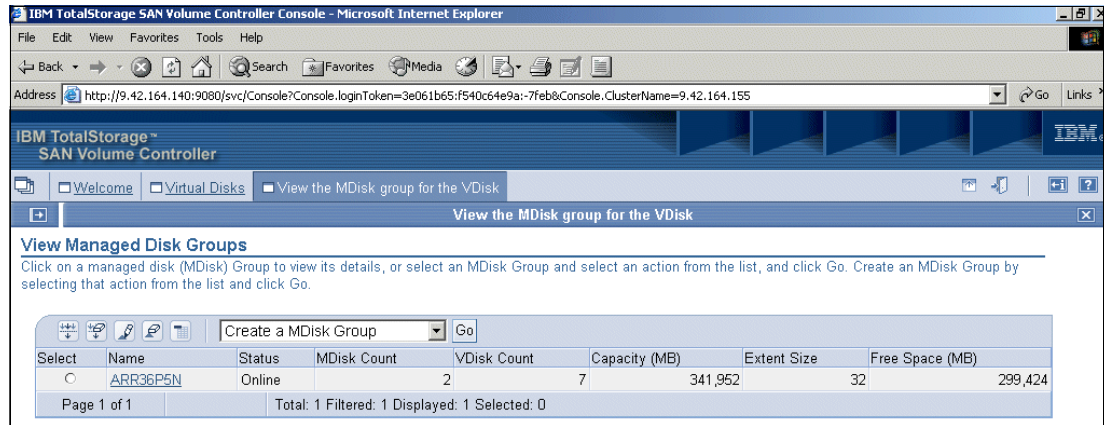 IBM TotalStorage SAN Volume Controller Console - Microsoft Internet Explorer
File Edit View Favorites Tools Help
Back Search Favorites Media
Address http://9.42.164.140:9080/svc/Console?Console.loginToken=3e061b65:f540c64e9a:-7feb&Console.ClusterName=9.42.164.155 Go Links
IBM TotalStorage™
SAN Volume Controller
IBM
Welcome Virtual Disks View the MDisk group for the VDisk
View the MDisk group for the VDisk
View Managed Disk Groups
Click on a managed disk (MDisk) Group to view its details, or select an MDisk Group and select an action from the list, and click Go. Create an MDisk Group by
selecting that action from the list and click Go.
Create a MDisk Group Go
Select Name Status MDisk Count VDisk Count Capacity (MB) Extent Size Free Space (MB)
ARR36P5N Online 2 7 341,952 32 299,424
Page 1 of 1 Total: 1 Filtered: 1 Displayed: 1 Selected: 0